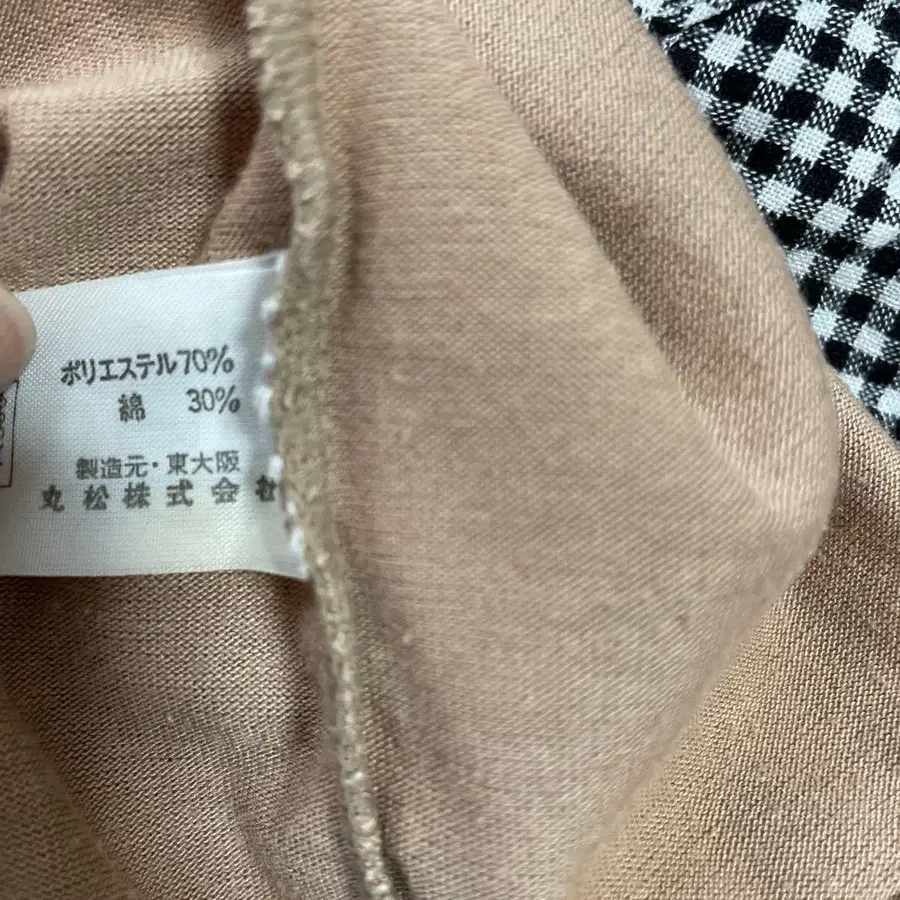 ポリエステル70%
綿 30%
製造元・東大阪
丸松株式会社